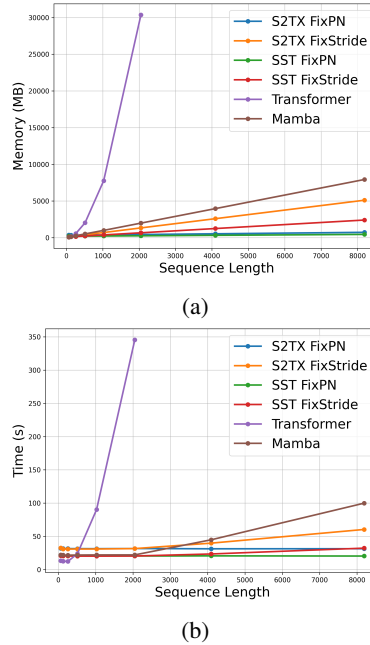 30000
25000
20000
15000
10000
5000
0
Memory (MB)
S2TX FixPN
S2TX FixStride
SST FixPN
SST FixStride
Transformer
Mamba
0 1000 2000 3000 4000 5000 6000 7000 8000
Sequence Length
(a)
350
300
250
200
150
100
50
0
Time (s)
S2TX FixPN
S2TX FixStride
SST FixPN
SST FixStride
Transformer
Mamba
0 1000 2000 3000 4000 5000 6000 7000 8000
Sequence Length
(b)